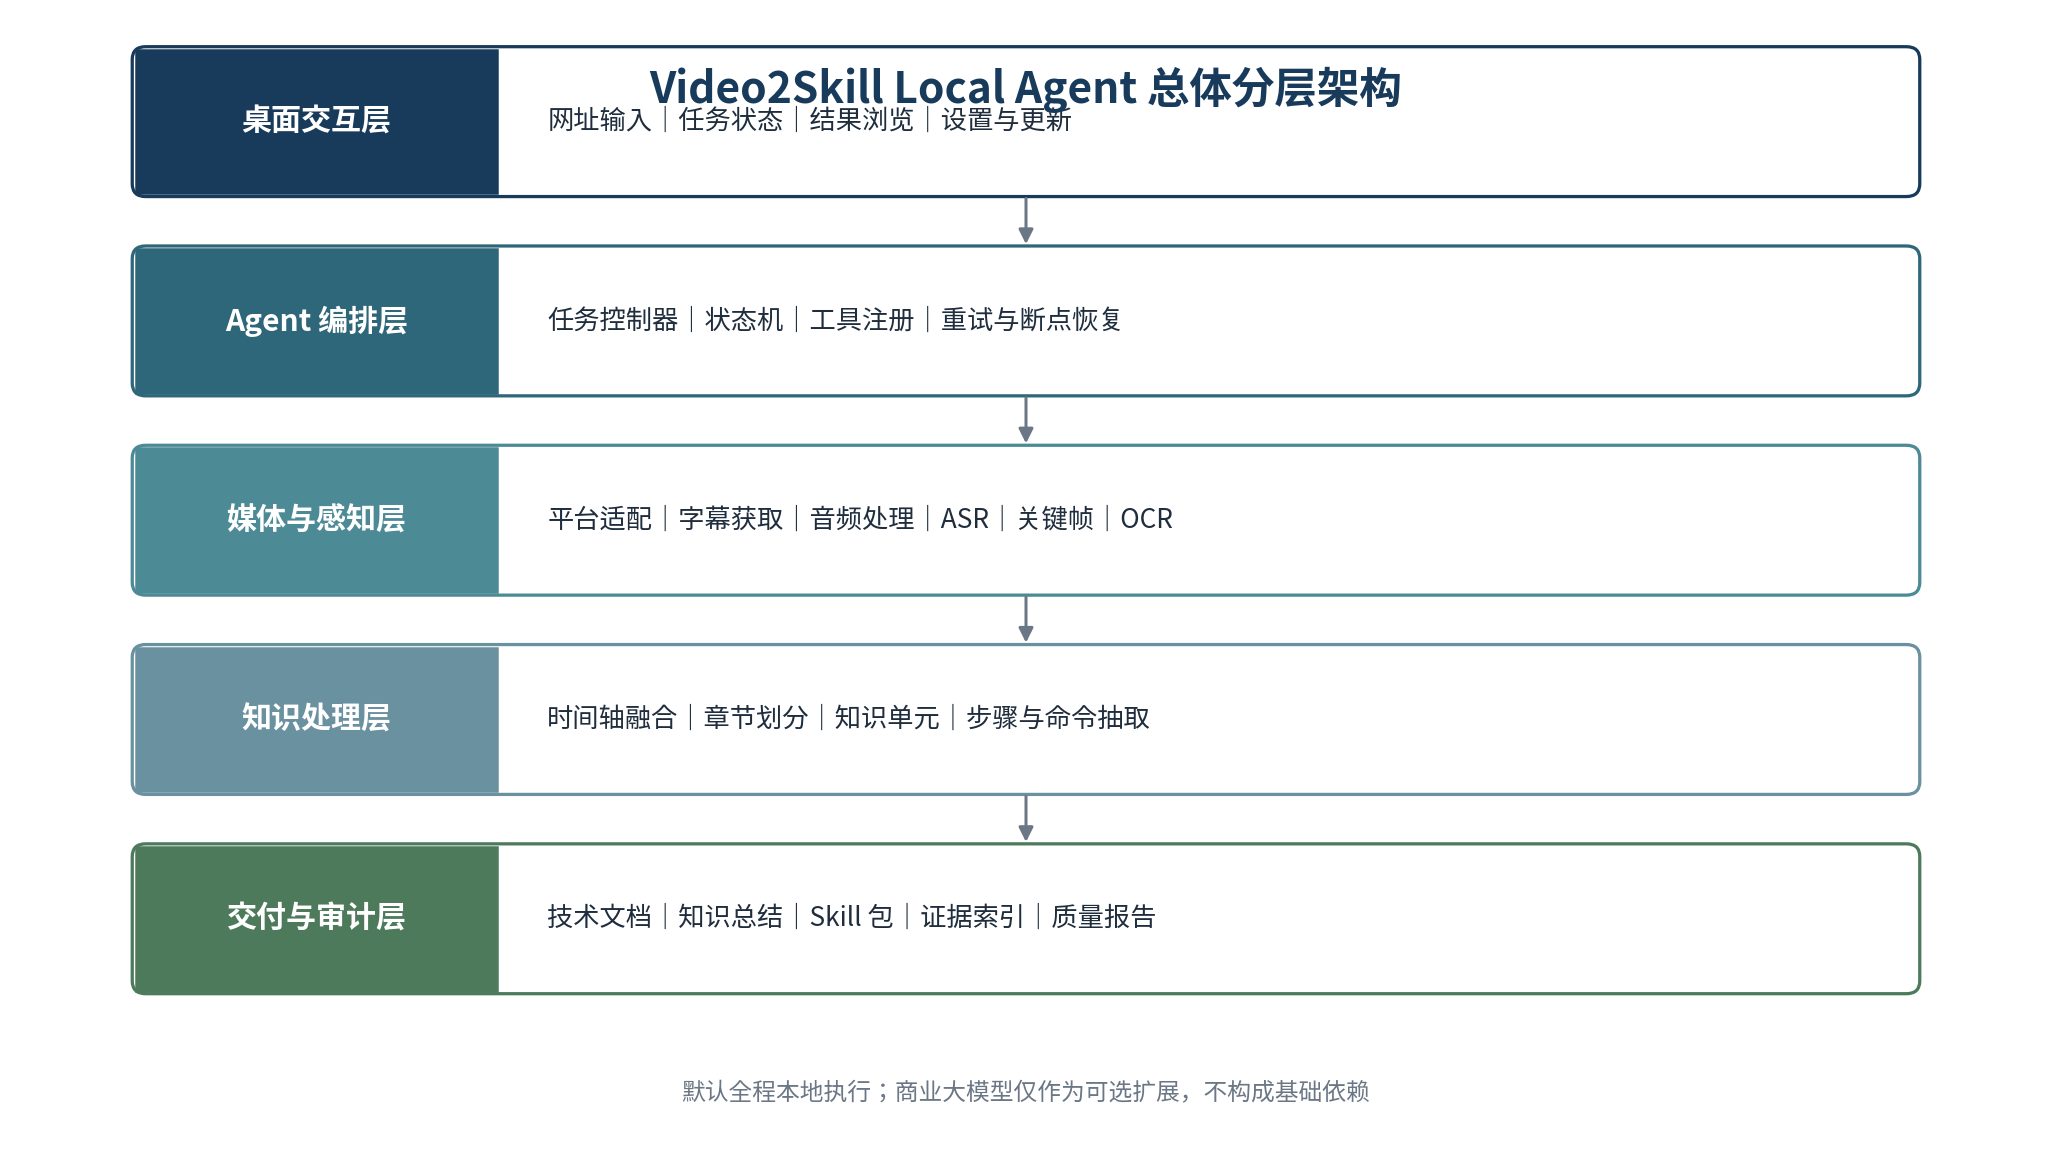 Video2Skill Local Agent 总体分层架构
桌面交互层
网址输入｜任务状态｜结果浏览｜设置与更新
Agent 编排层
任务控制器｜状态机｜工具注册｜重试与断点恢复
媒体与感知层
平台适配｜字幕获取｜音频处理｜ASR｜关键帧｜OCR
知识处理层
时间轴融合｜章节划分｜知识单元｜步骤与命令抽取
交付与审计层
技术文档｜知识总结｜Skill 包｜证据索引｜质量报告
默认全程本地执行；商业大模型仅作为可选扩展，不构成基础依赖